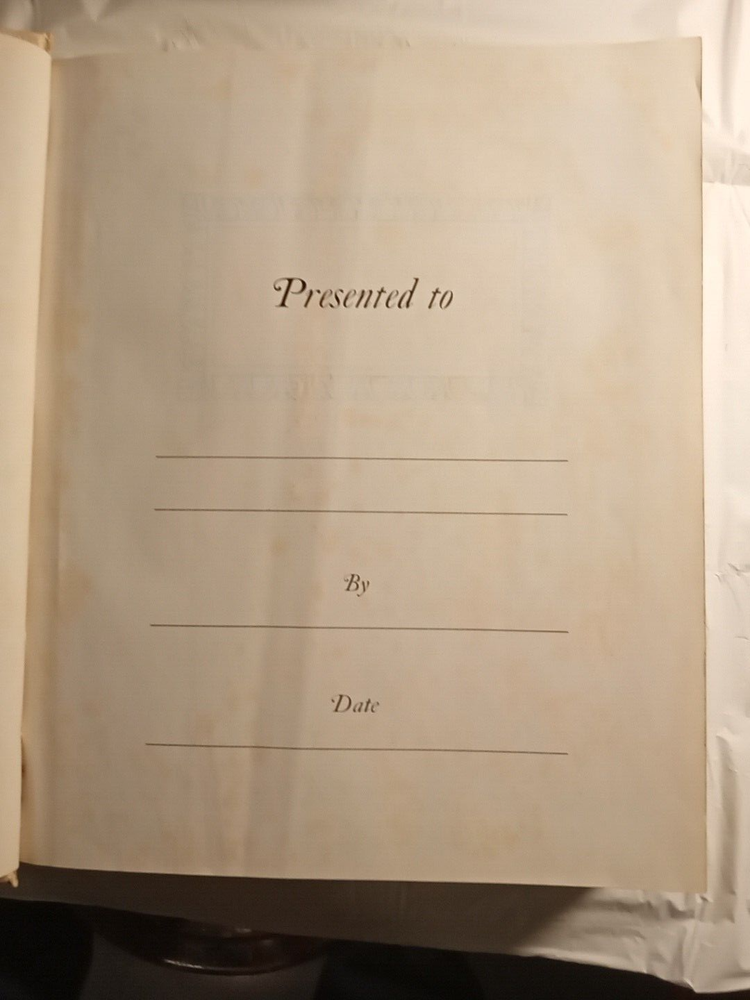 Presented to
By
Date